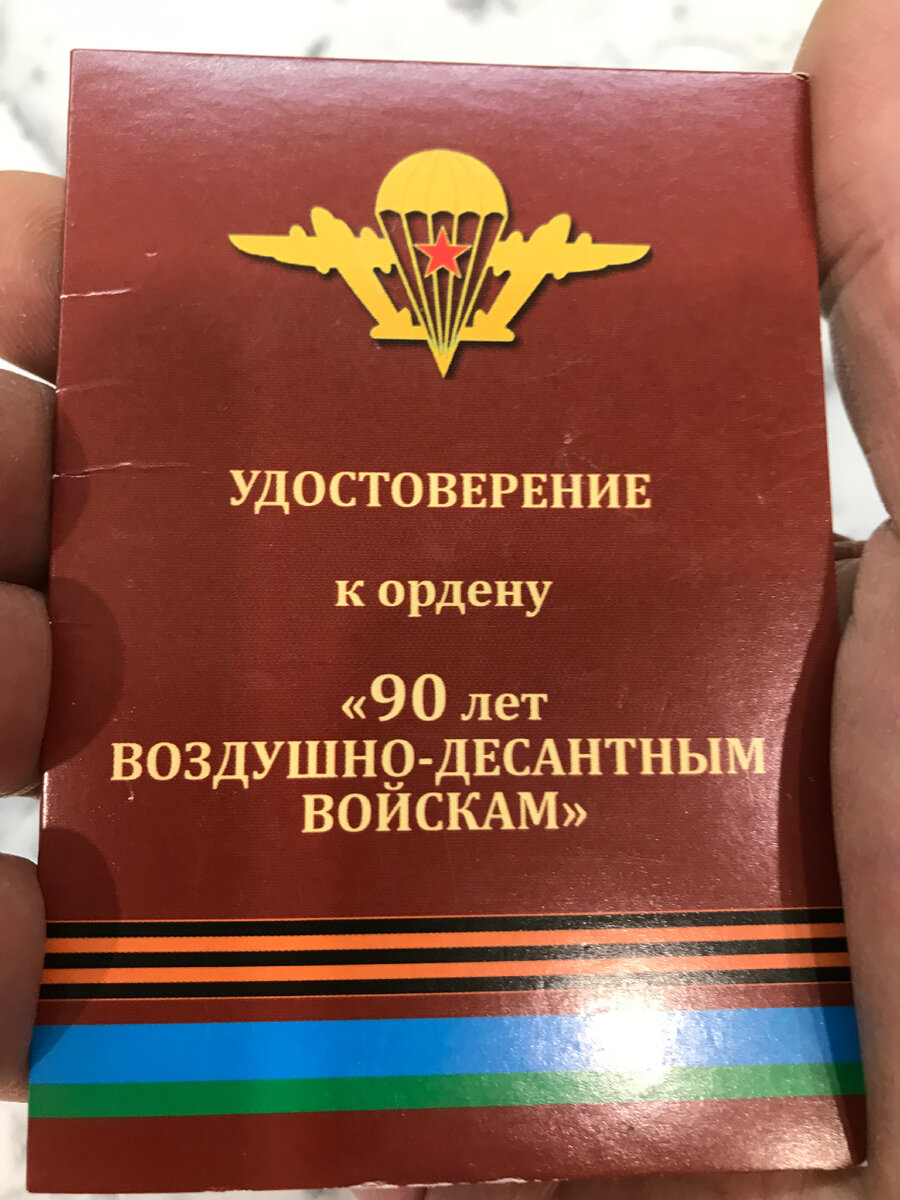 УДОСТОВЕРЕНИЕ
к ордену
«90 лет
ВОЗДУШНО-ДЕСАНТНЫМ
ВОЙСКАМ»